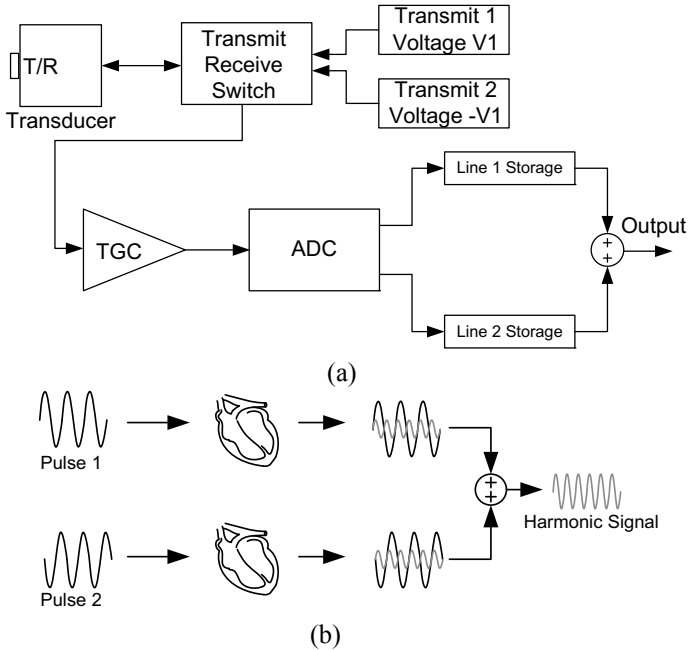 Transmit 1
Voltage V1
T/R
Transducer
Transmit
Receive
Switch
Transmit 2
Voltage -V1
Line 1 Storage
TGC
ADC
Output
+
+
Line 2 Storage
(a)
Pulse 1
+
+
Harmonic Signal
Pulse 2
(b)